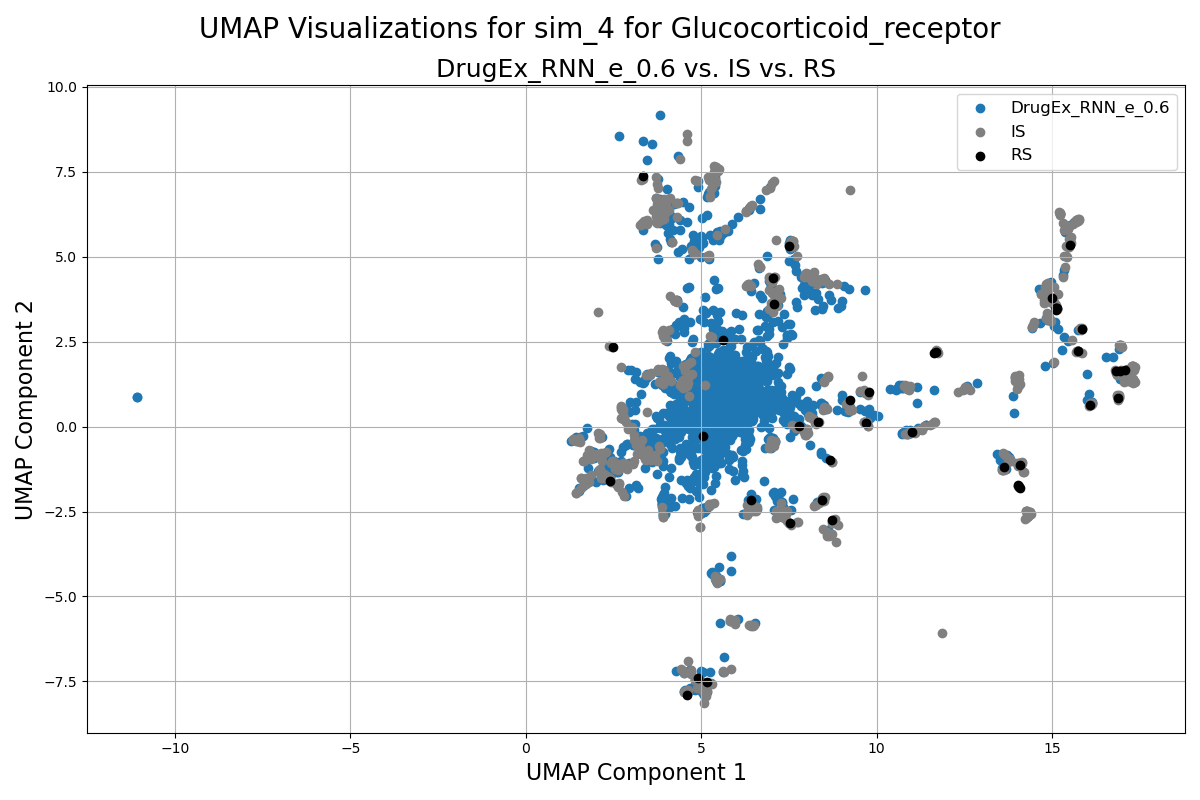 UMAP Visualizations for sim_4 for Glucocorticoid_receptor
DrugEx_RNN_e_0.6 vs. IS vs. RS
DrugEx_RNN_e_0.6
IS
RS
UMAP Component 2
10.0
7.5
5.0
2.5
0.0
−2.5
−5.0
−7.5
−10
−5
0
5
10
15
UMAP Component 1